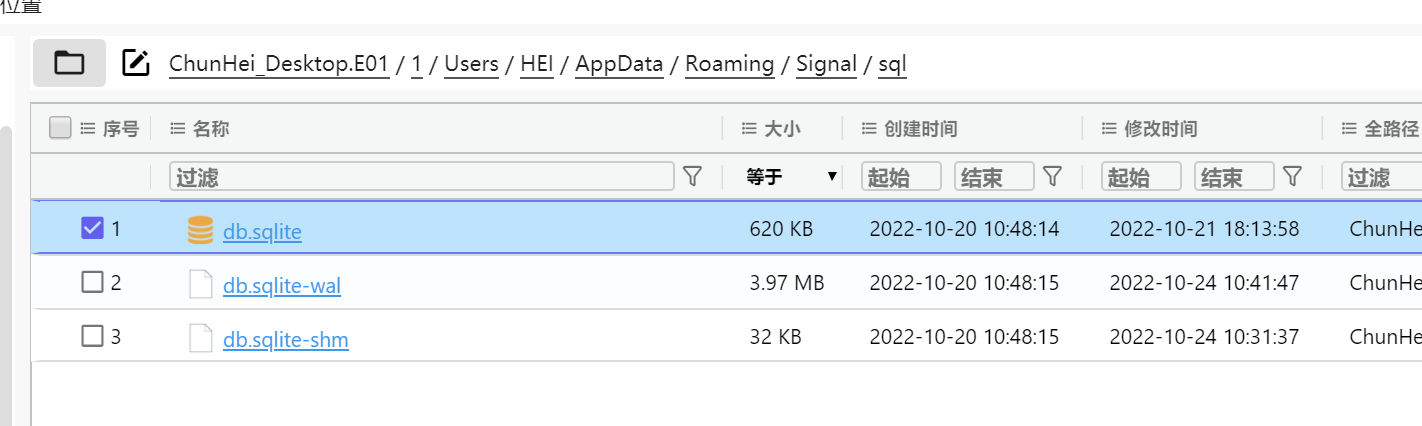 位置
ChunHei_Desktop.E01 / 1 / Users / HEI / AppData / Roaming / Signal / sql
序号 名称 大小 创建时间 修改时间 全路径
过滤 等于 起始 结束 起始 结束 过滤
1 db.sqlite 620 KB 2022-10-20 10:48:14 2022-10-21 18:13:58 ChunHe
2 db.sqlite-wal 3.97 MB 2022-10-20 10:48:15 2022-10-24 10:41:47 ChunHe
3 db.sqlite-shm 32 KB 2022-10-20 10:48:15 2022-10-24 10:31:37 ChunHe